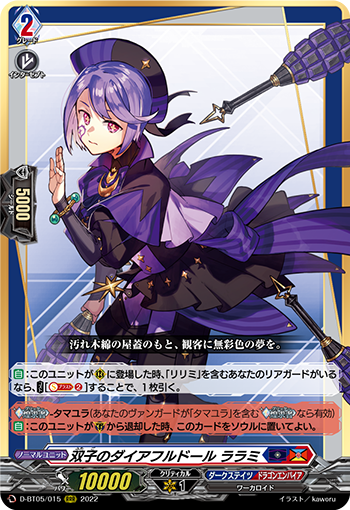 2
グレード
インターセプト
5000
シールド
汚れ木綿の屋蓋のもと、観客に無彩色の夢を。
自:このユニットがRに登場した時、「リリミ」を含むあなたのリアガードがいるなら、【ソウルブラスト2】することで、1枚引く。
タマユラ(あなたのヴァンガードが「タマユラ」を含むなら有効)
自:このユニットがRから退却した時、このカードをソウルに置いてよい。
ノーマルユニット
双子のダイアフルドール ララミ
ダークステイツ
ドラゴンエンパイア
パワー
10000
クリティカル
1
ワーカロイド
D-BT05/015 RRR 2022
イラスト/kaworu